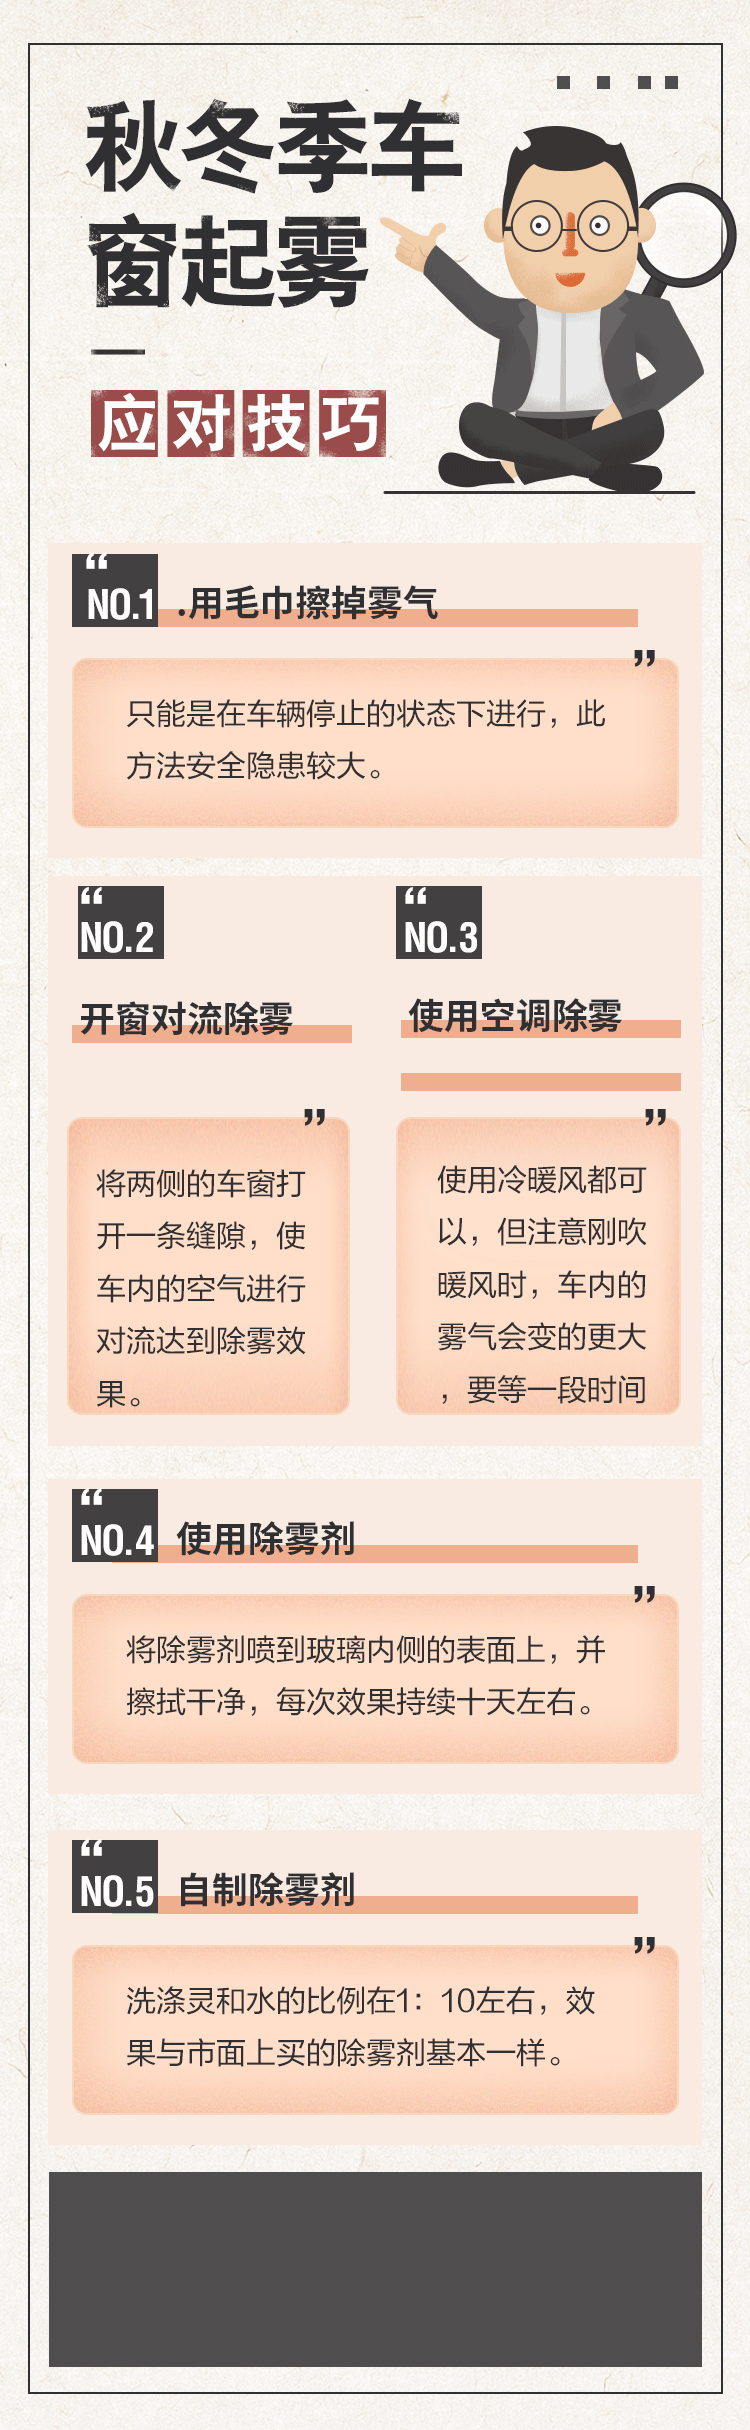 秋冬季车
窗起雾
应对技巧
“
NO.1 .用毛巾擦掉雾气
”
只能是在车辆停止的状态下进行，此
方法安全隐患较大。
“
NO.2
开窗对流除雾
”
将两侧的车窗打
开一条缝隙，使
车内的空气进行
对流达到除雾效
果。
“
NO.3
使用空调除雾
”
使用冷暖风都可
以，但注意刚吹
暖风时，车内的
雾气会变的更大
，要等一段时间
“
NO.4 使用除雾剂
”
将除雾剂喷到玻璃内侧的表面上，并
擦拭干净，每次效果持续十天左右。
“
NO.5 自制除雾剂
”
洗涤灵和水的比例在1：10左右，效
果与市面上买的除雾剂基本一样。